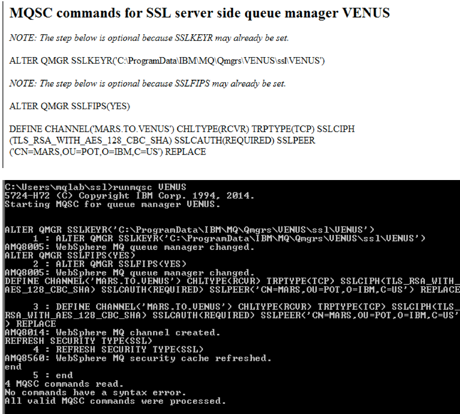 MQSC commands for SSL server side queue manager VENUS
NOTE: The step below is optional because SSLKEYR may already be set.
ALTER QMGR SSLKEYR('C:\ProgramData\IBM\MQ\Qmgrs\VENUS\ssl\VENUS')
NOTE: The step below is optional because SSLFIPS may already be set.
ALTER QMGR SSLFIPS(YES)
DEFINE CHANNEL('MARS.TO.VENUS') CHLTYPE(RCVR) TRPTYPE(TCP) SSLCIPH
(TLS_RSA_WITH_AES_128_CBC_SHA) SSLCAUTH(REQUIRED) SSLPEER
('CN=MARS,OU=POT,O=IBM,C=US') REPLACE
C:\Users\mqlab\ssl>runmqsc VENUS
5724-H72 (C) Copyright IBM Corp. 1994, 2014.
Starting MQSC for queue manager VENUS.
ALTER QMGR SSLKEYR('C:\ProgramData\IBM\MQ\Qmgrs\VENUS\ssl\VENUS')
1 : ALTER QMGR SSLKEYR('C:\ProgramData\IBM\MQ\Qmgrs\VENUS\ssl\VENUS')
AMQ8005: WebSphere MQ queue manager changed.
ALTER QMGR SSLFIPS(YES)
2 : ALTER QMGR SSLFIPS(YES)
AMQ8005: WebSphere MQ queue manager changed.
DEFINE CHANNEL('MARS.TO.VENUS') CHLTYPE(RCVR) TRPTYPE(TCP) SSLCIPH(TLS_RSA_WITH_
AES_128_CBC_SHA) SSLCAUTH(REQUIRED) SSLPEER('CN=MARS,OU=POT,O=IBM,C=US') REPLACE
3 : DEFINE CHANNEL('MARS.TO.VENUS') CHLTYPE(RCVR) TRPTYPE(TCP) SSLCIPH(TLS_
RSA_WITH_AES_128_CBC_SHA) SSLCAUTH(REQUIRED) SSLPEER('CN=MARS,OU=POT,O=IBM,C=US'
) REPLACE
AMQ8014: WebSphere MQ channel created.
REFRESH SECURITY TYPE(SSL)
4 : REFRESH SECURITY TYPE(SSL)
AMQ8560: WebSphere MQ security cache refreshed.
end
5 : end
4 MQSC commands read.
No commands have a syntax error.
All valid MQSC commands were processed.